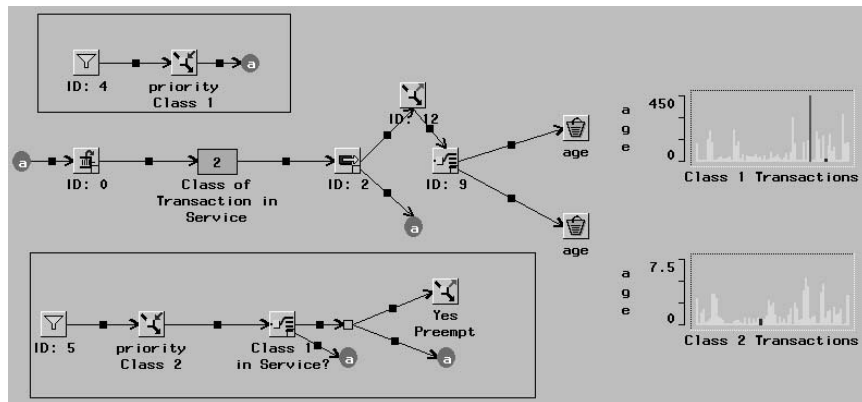 ID: 4
priority
Class 1
a
ID: 12
a
ID: 0
2
Class of
Transaction in
Service
ID: 2
ID: 9
a
age
age
a
g
e
450
0
Class 1 Transactions
ID: 5
priority
Class 2
Class 1
in Service?
a
Yes
Preempt
a
a
g
e
7.5
0
Class 2 Transactions